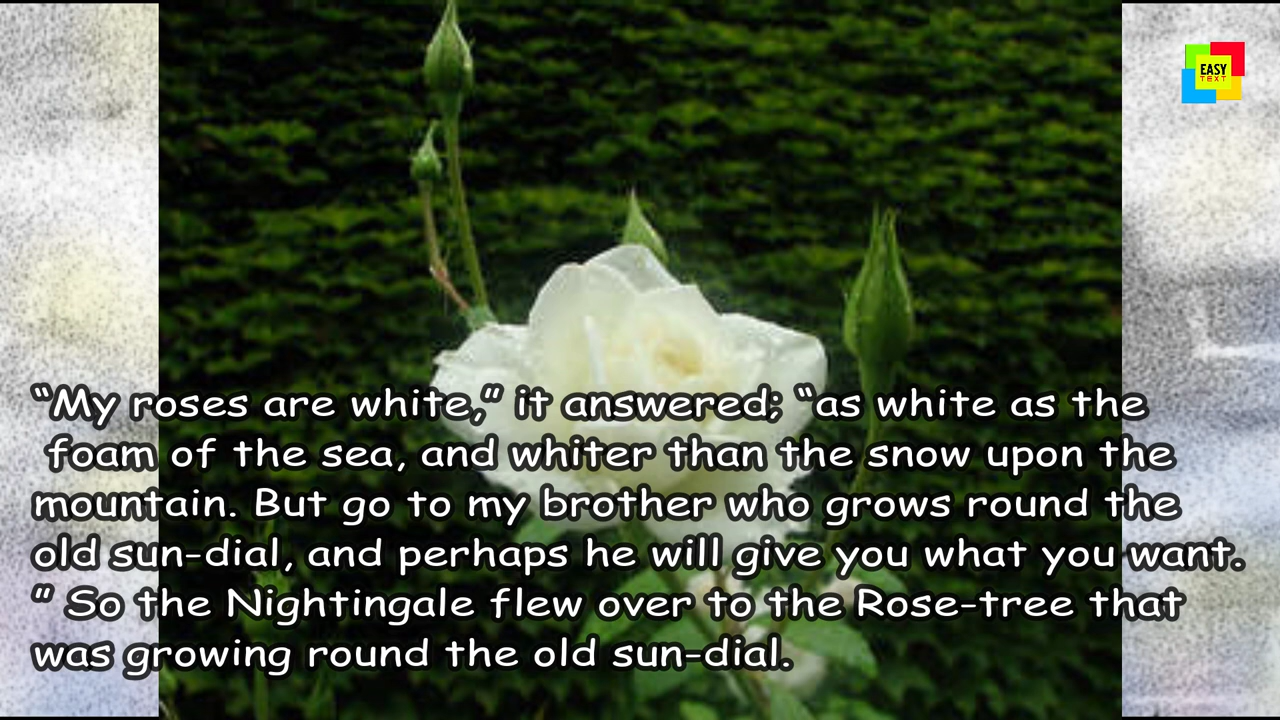 EASY
TEXT
“My roses are white,” it answered; “as white as the
foam of the sea, and whiter than the snow upon the
mountain. But go to my brother who grows round the
old sun-dial, and perhaps he will give you what you want.
” So the Nightingale flew over to the Rose-tree that
was growing round the old sun-dial.